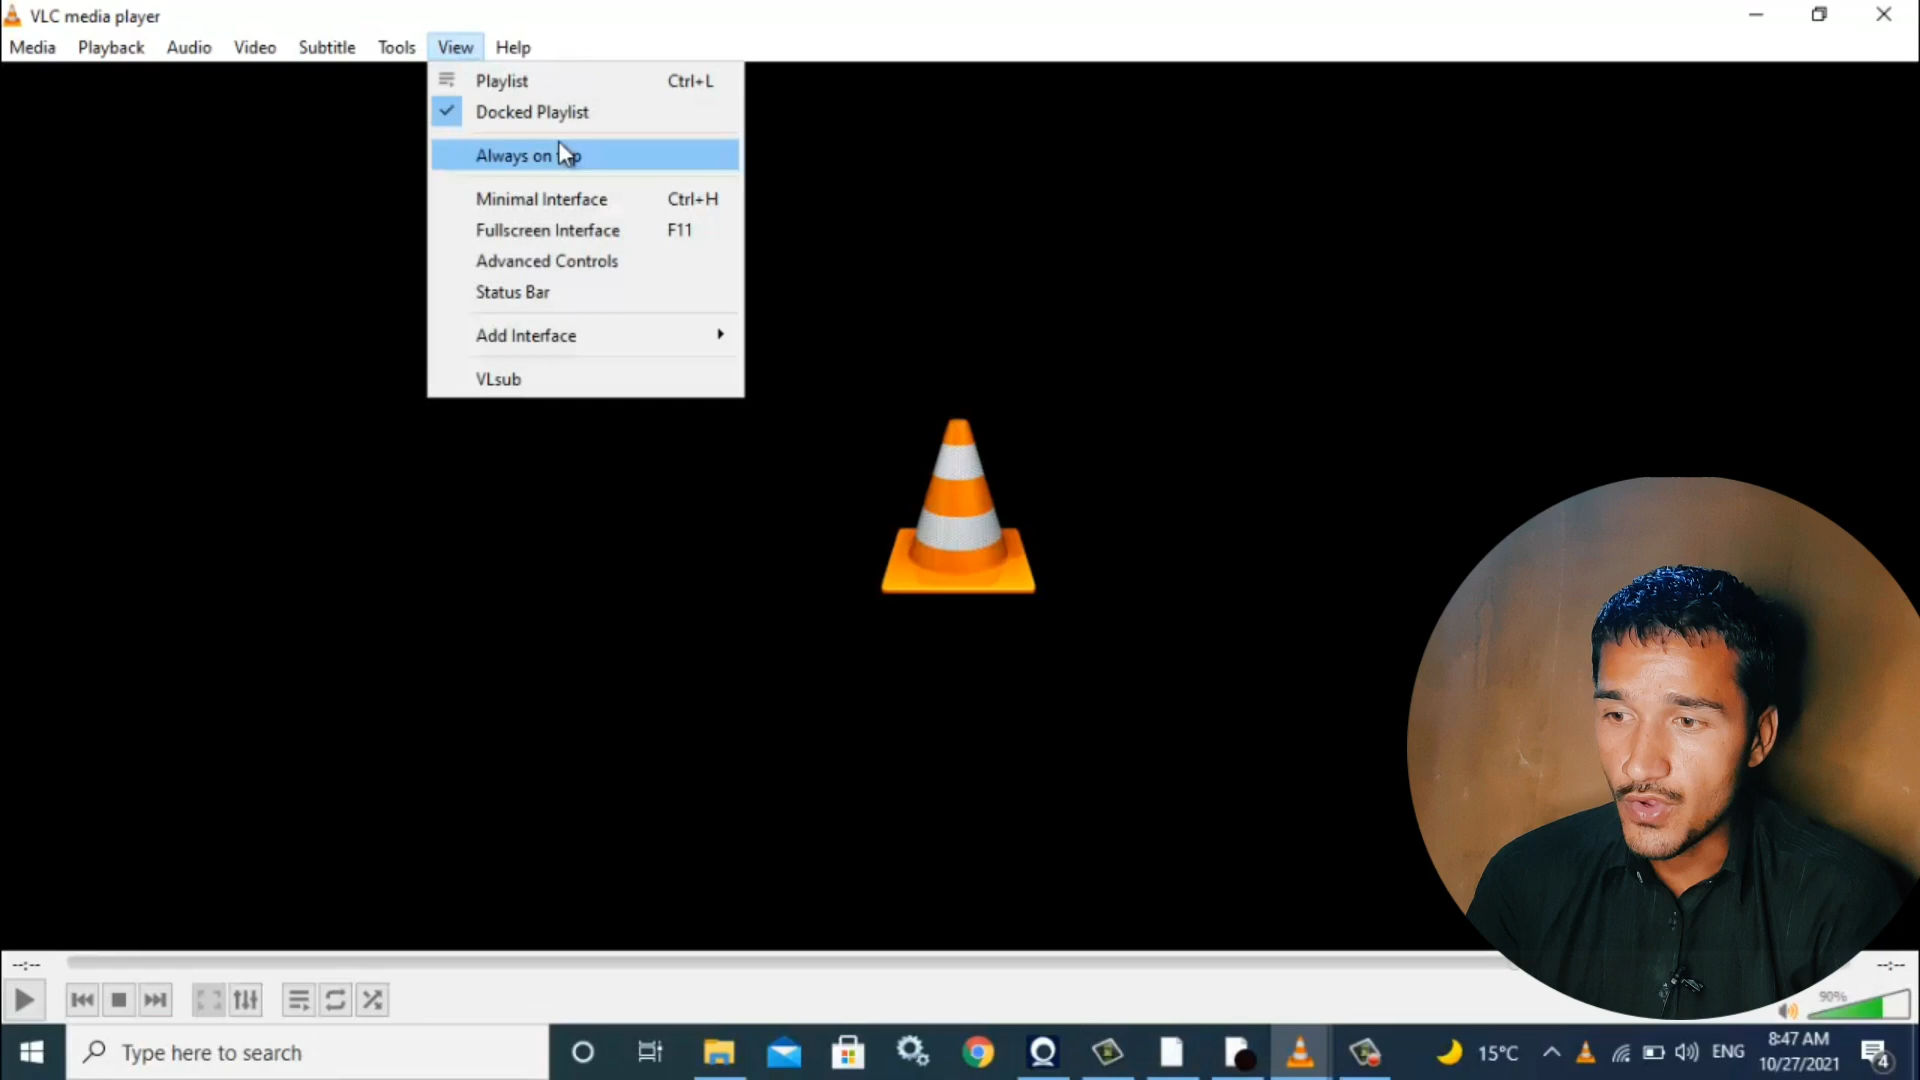 VLC media player
Media Playback Audio Video Subtitle Tools View Help
Playlist Ctrl+L
Docked Playlist
Always on
Minimal Interface Ctrl+H
Fullscreen Interface F11
Advanced Controls
Status Bar
Add Interface
VLsub
--:-- --:--
90%
Type here to search
15°C ENG 8:47 AM
10/27/2021
4